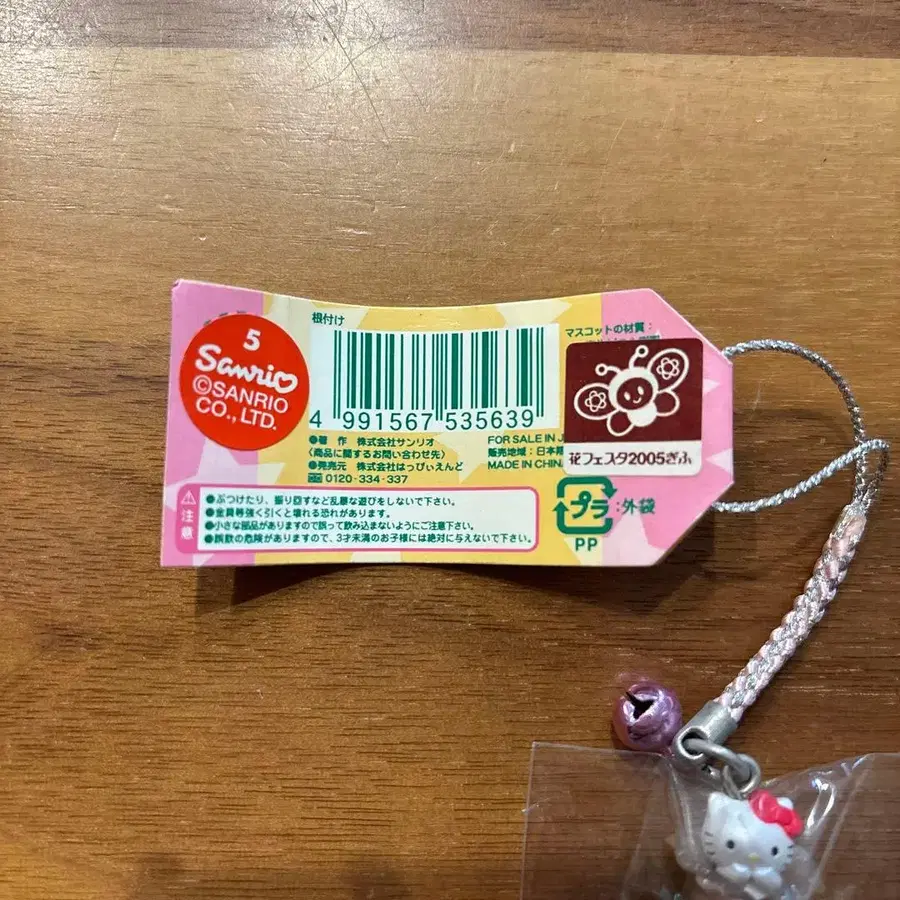 5
Sanrio
©SANRIO
CO., LTD.
根付け
4 991567 535639
●著 作 株式会社サンリオ
〈商品に関するお問い合わせ先〉
●発売元 株式会社はっぴぃえんど
0120-334-337
マスコットの材質:
FOR SALE IN J
販売地域:日本
MADE IN CHINA
花フェスタ2005ぎふ
プラ
:外袋
PP
注意
●ぶつけたり、振り回すなど乱暴な遊びをしないで下さい。
●金具等強く引くと壊れる恐れがあります。
●小さな部品がありますので誤って飲み込まないようにご注意下さい。
●誤飲の危険がありますので、3才未満のお子様には絶対に与えないで下さい。